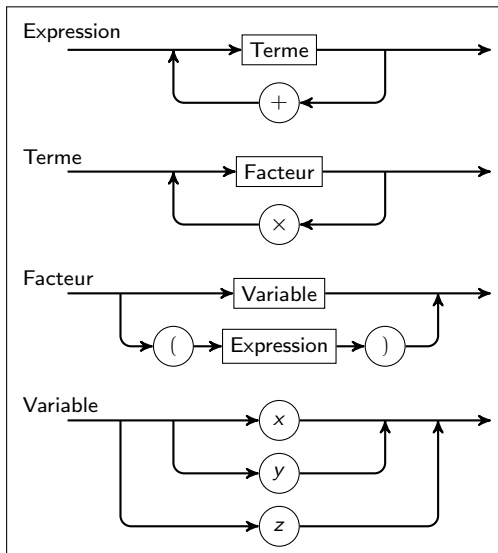 Expression
Terme
+
Terme
Facteur
×
Facteur
Variable
( Expression )
Variable
x
y
z